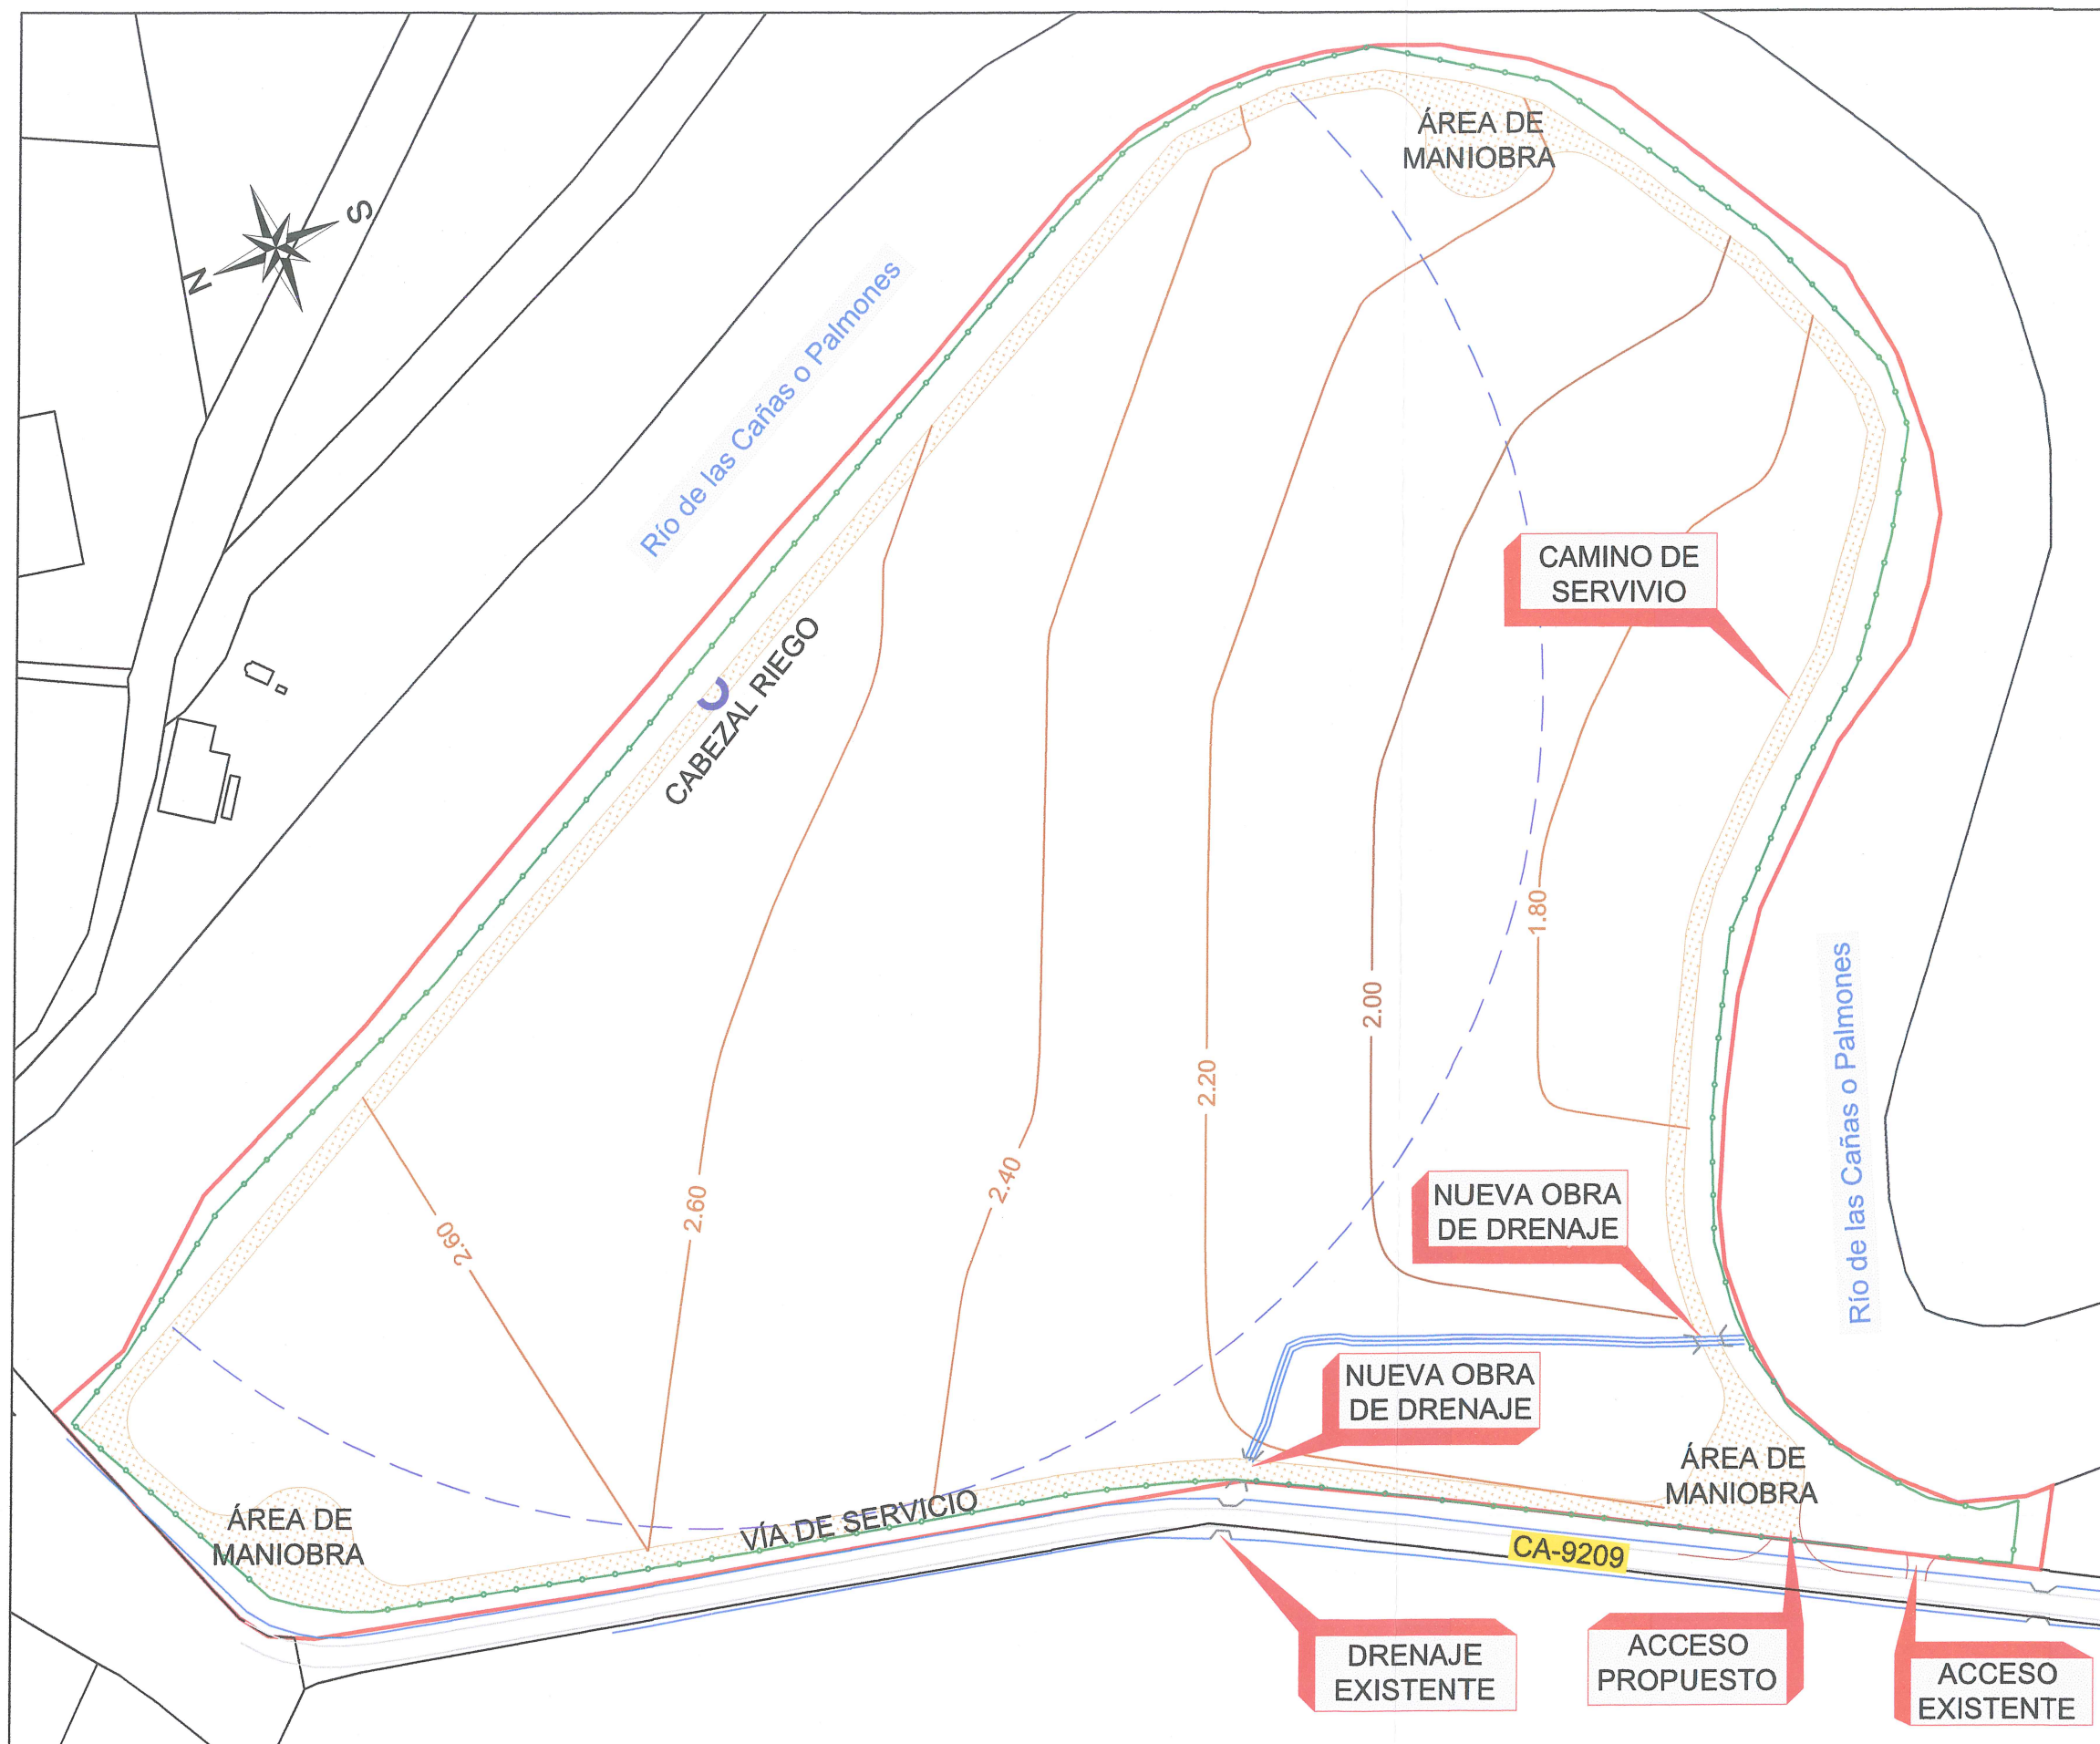 ÁREA DE
MANIOBRA
S
N
Río de las Cañas o Palmones
CAMINO DE
SERVIVIO
CABEZAL RIEGO
1.80
2.00
2.20
2.40
2.60
2.60
Río de las Cañas o Palmones
NUEVA OBRA
DE DRENAJE
NUEVA OBRA
DE DRENAJE
ÁREA DE
MANIOBRA
ÁREA DE
MANIOBRA
VÍA DE SERVICIO
CA-9209
DRENAJE
EXISTENTE
ACCESO
PROPUESTO
ACCESO
EXISTENTE